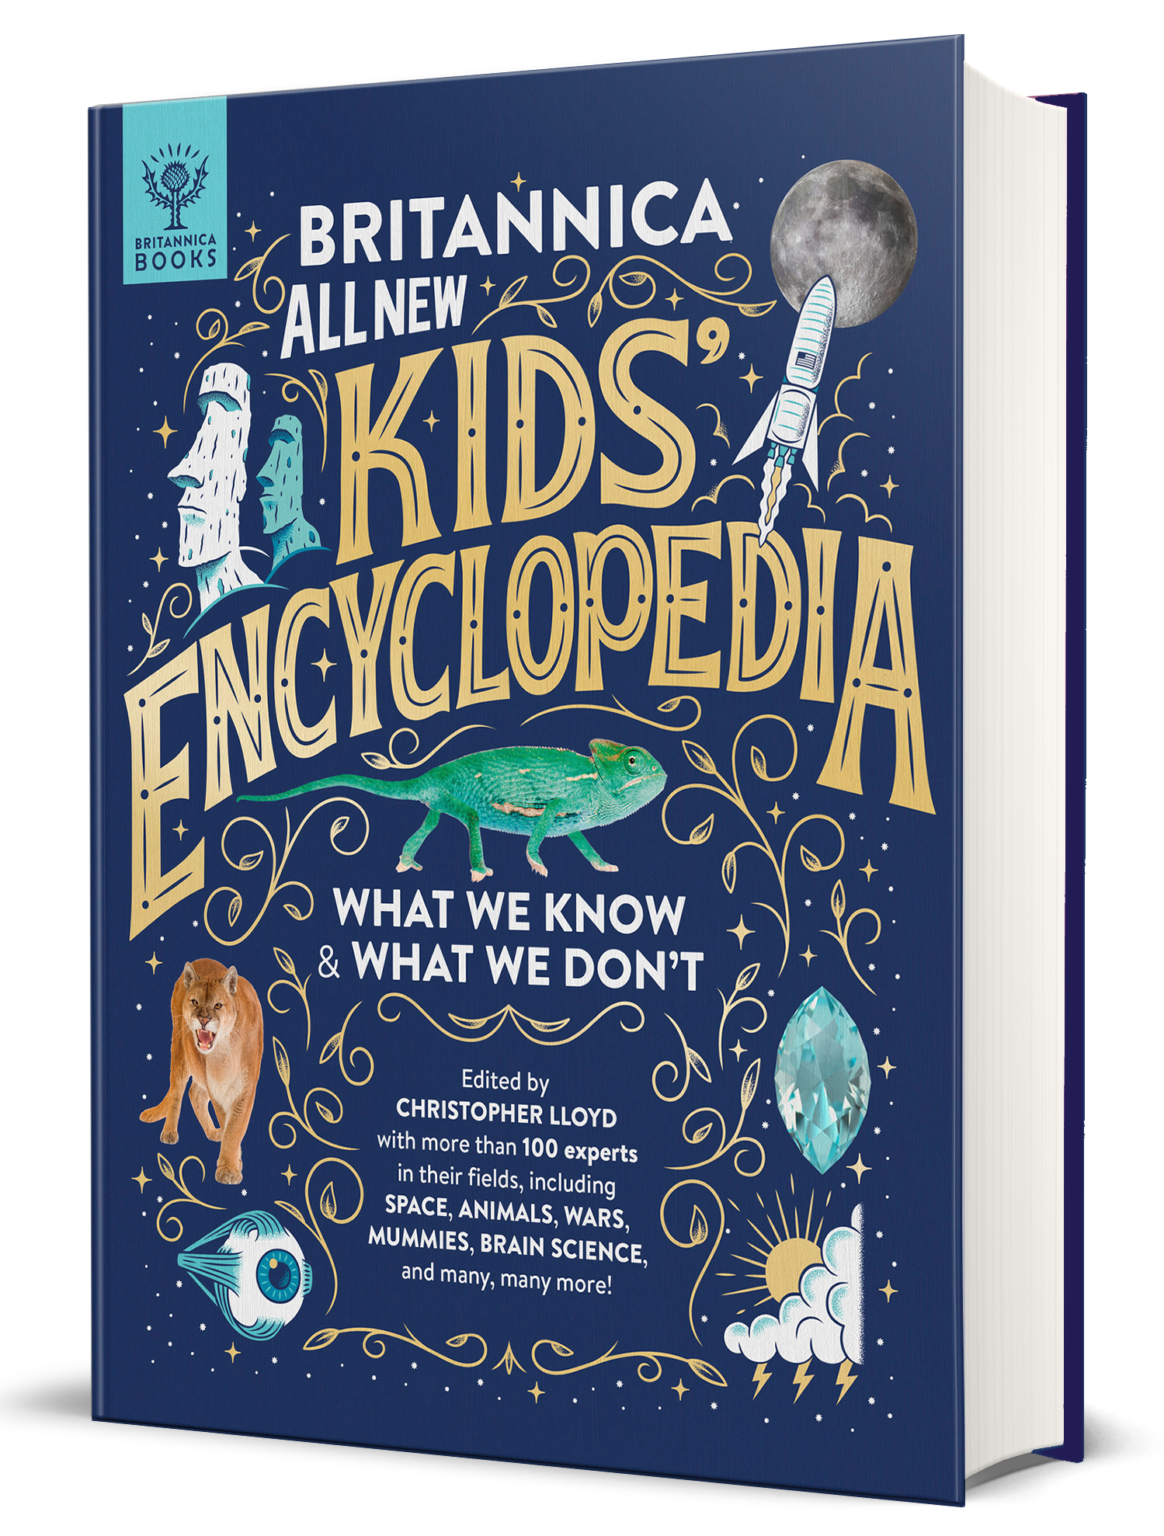 BRITANNICA
BOOKS
BRITANNICA
ALL NEW
KIDS’
ENCYCLOPEDIA
WHAT WE KNOW
& WHAT WE DON’T
Edited by
CHRISTOPHER LLOYD
with more than 100 experts
in their fields, including
SPACE, ANIMALS, WARS,
MUMMIES, BRAIN SCIENCE,
and many, many more!